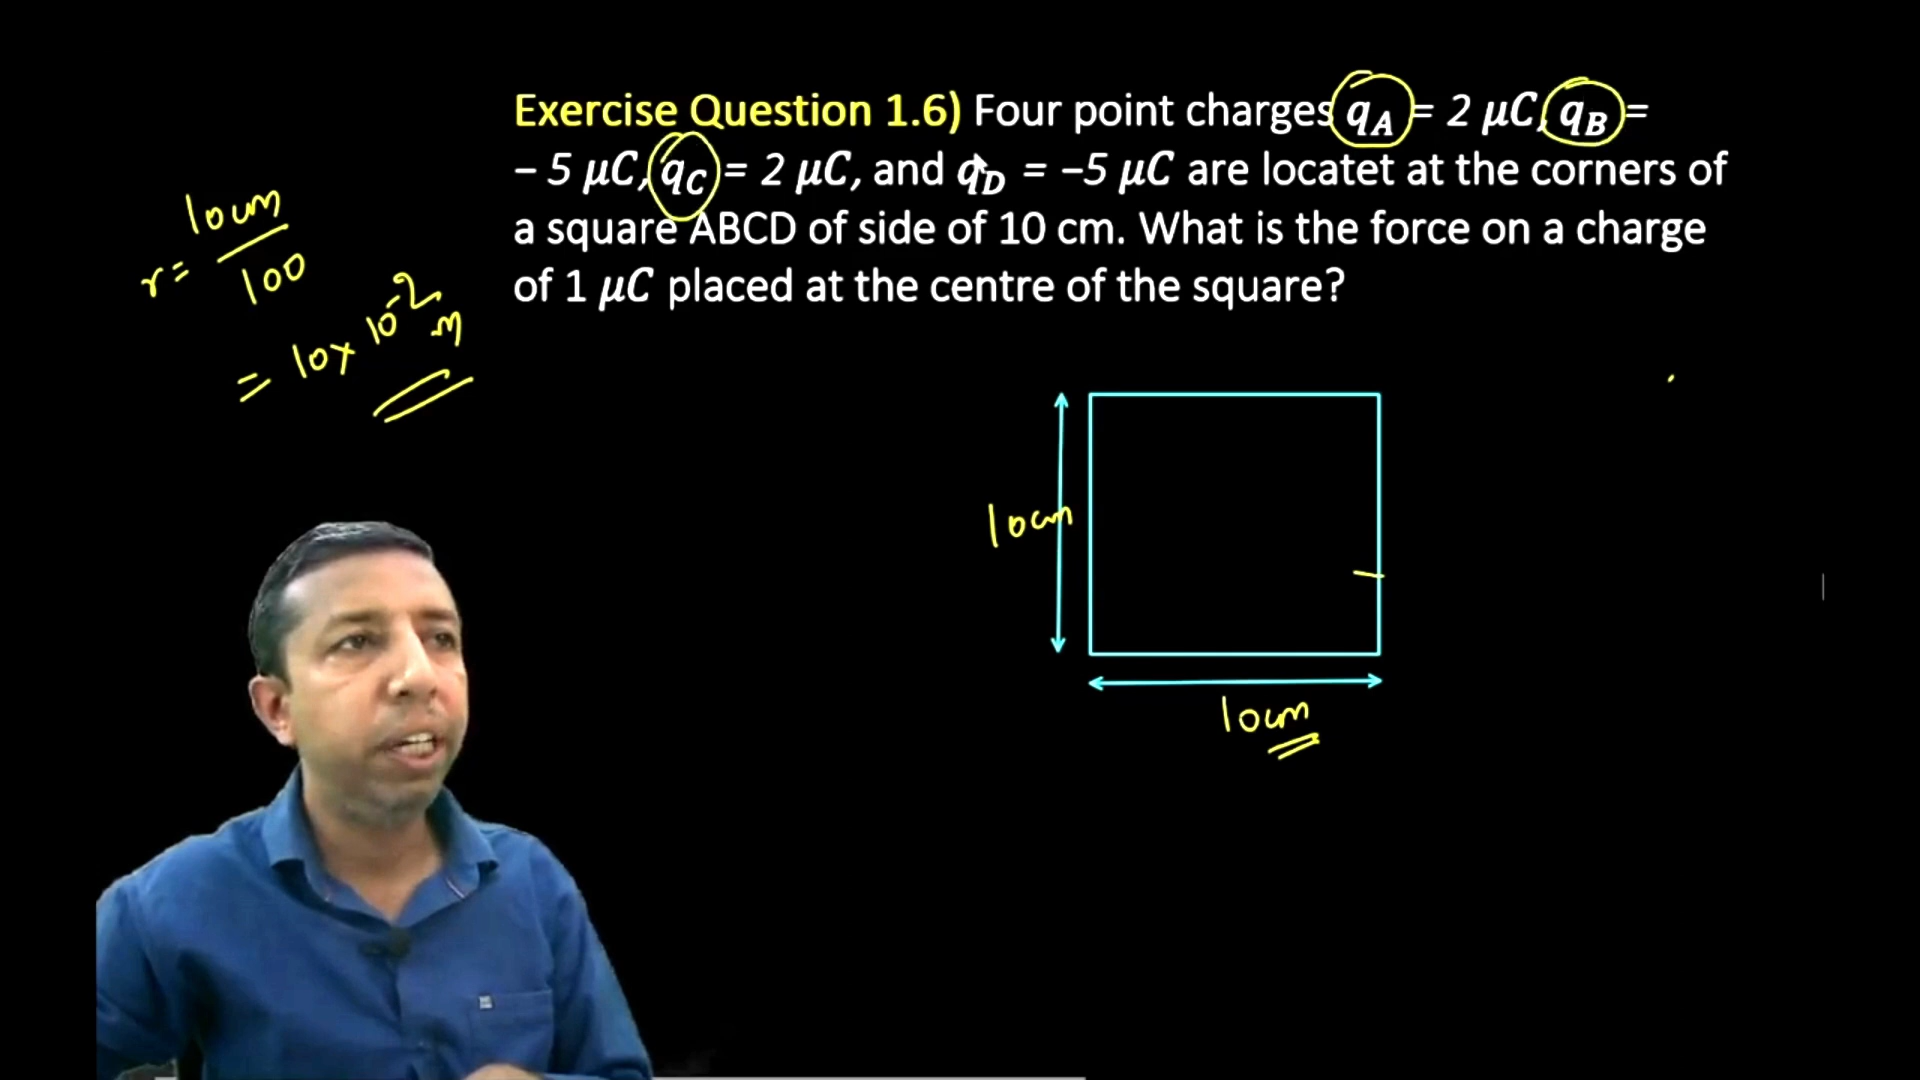 Exercise Question 1.6) Four point charges qA = 2 μC, qB =
– 5 μC, qC = 2 μC, and qD = –5 μC are locatet at the corners of
a square ABCD of side of 10 cm. What is the force on a charge
of 1 μC placed at the centre of the square?
r = 10cm / 100
= 10 x 10-2 m
10cm
10cm